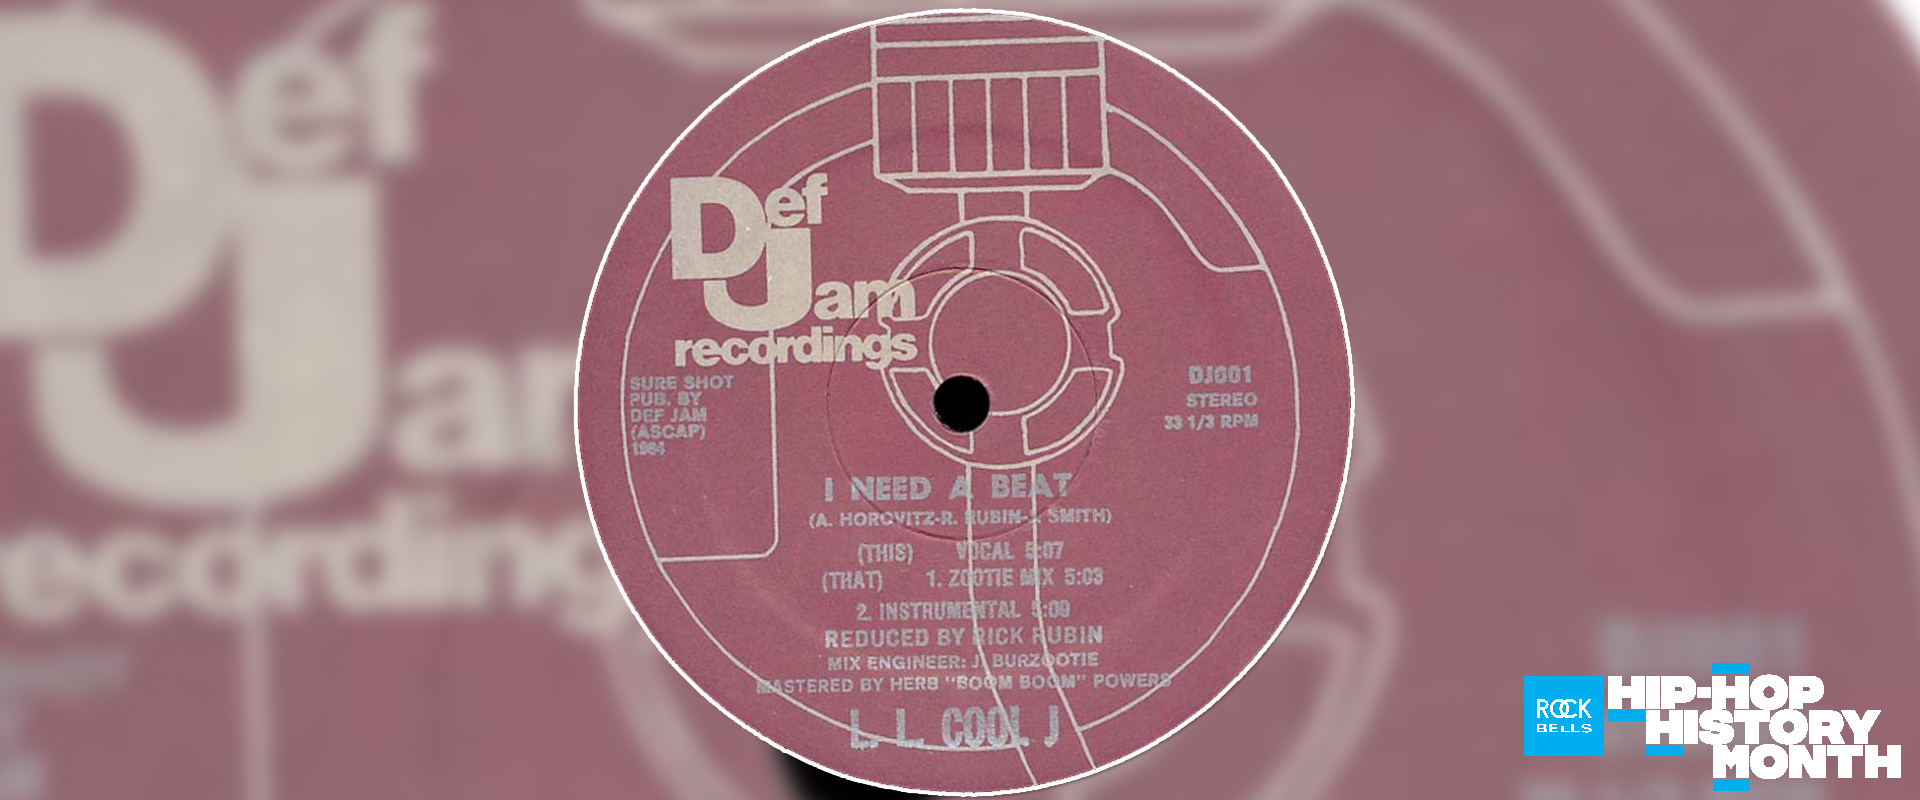 Def
Jam
recordings
SURE SHOT
PUB. BY
DEF JAM
(ASCAP)
1984
DJ001
STEREO
33 1/3 RPM
I NEED A BEAT
(A. HOROVITZ-R. RUBIN-J. SMITH)
(THIS) VOCAL 5:07
(THAT) 1. ZOOTIE MIX 5:03
2. INSTRUMENTAL 5:09
REDUCED BY RICK RUBIN
MIX ENGINEER: J. BURZOOTIE
MASTERED BY HERB "BOOM BOOM" POWERS
L. L. COOL J
ROCK
BELLS
HIP-HOP
HISTORY
MONTH